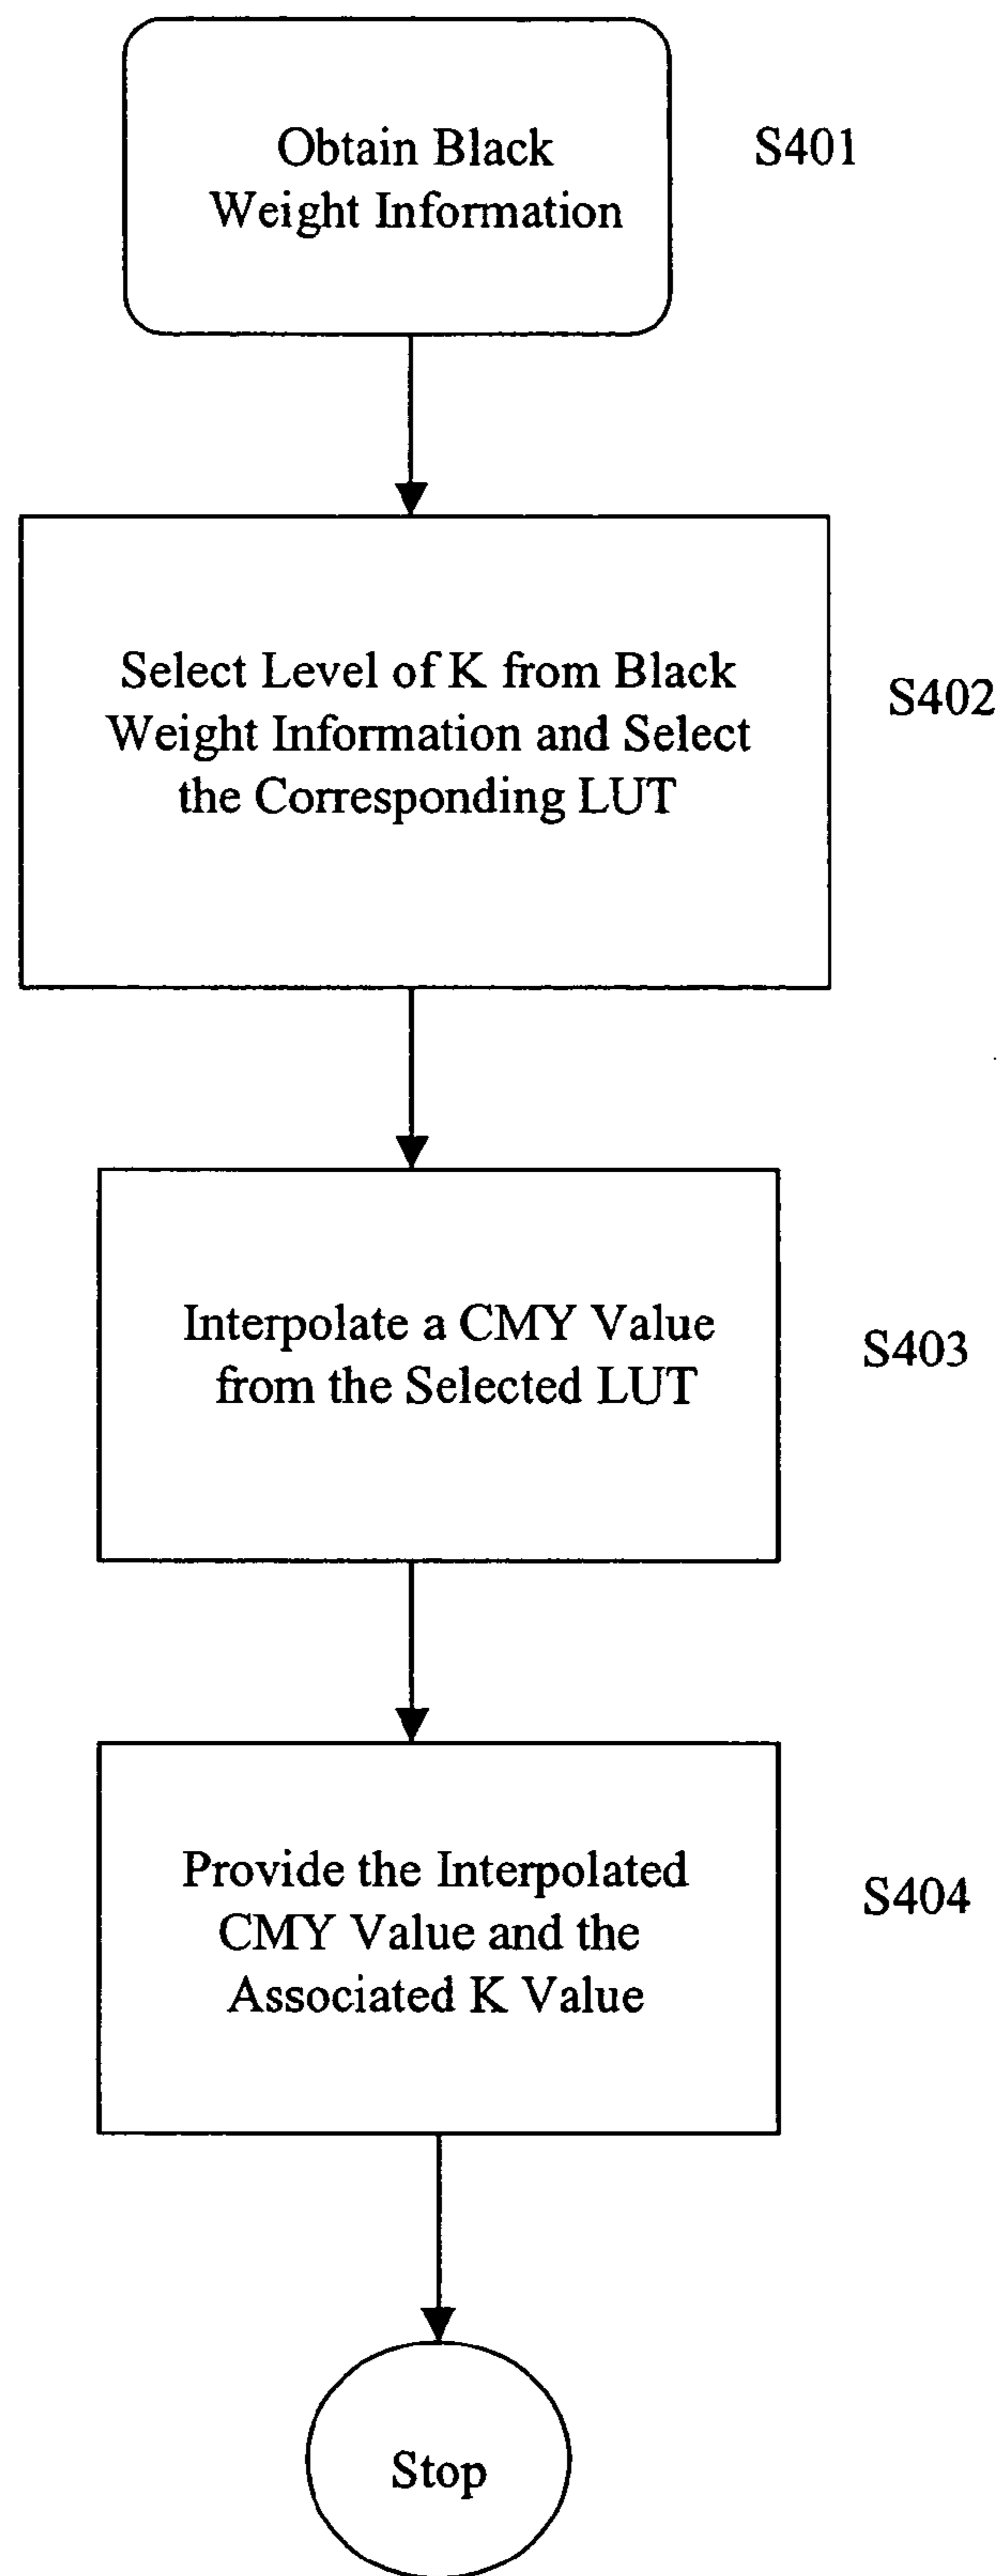 Obtain Black
Weight Information
S401
Select Level of K from Black
Weight Information and Select
the Corresponding LUT
S402
Interpolate a CMY Value
from the Selected LUT
S403
Provide the Interpolated
CMY Value and the
Associated K Value
S404
Stop